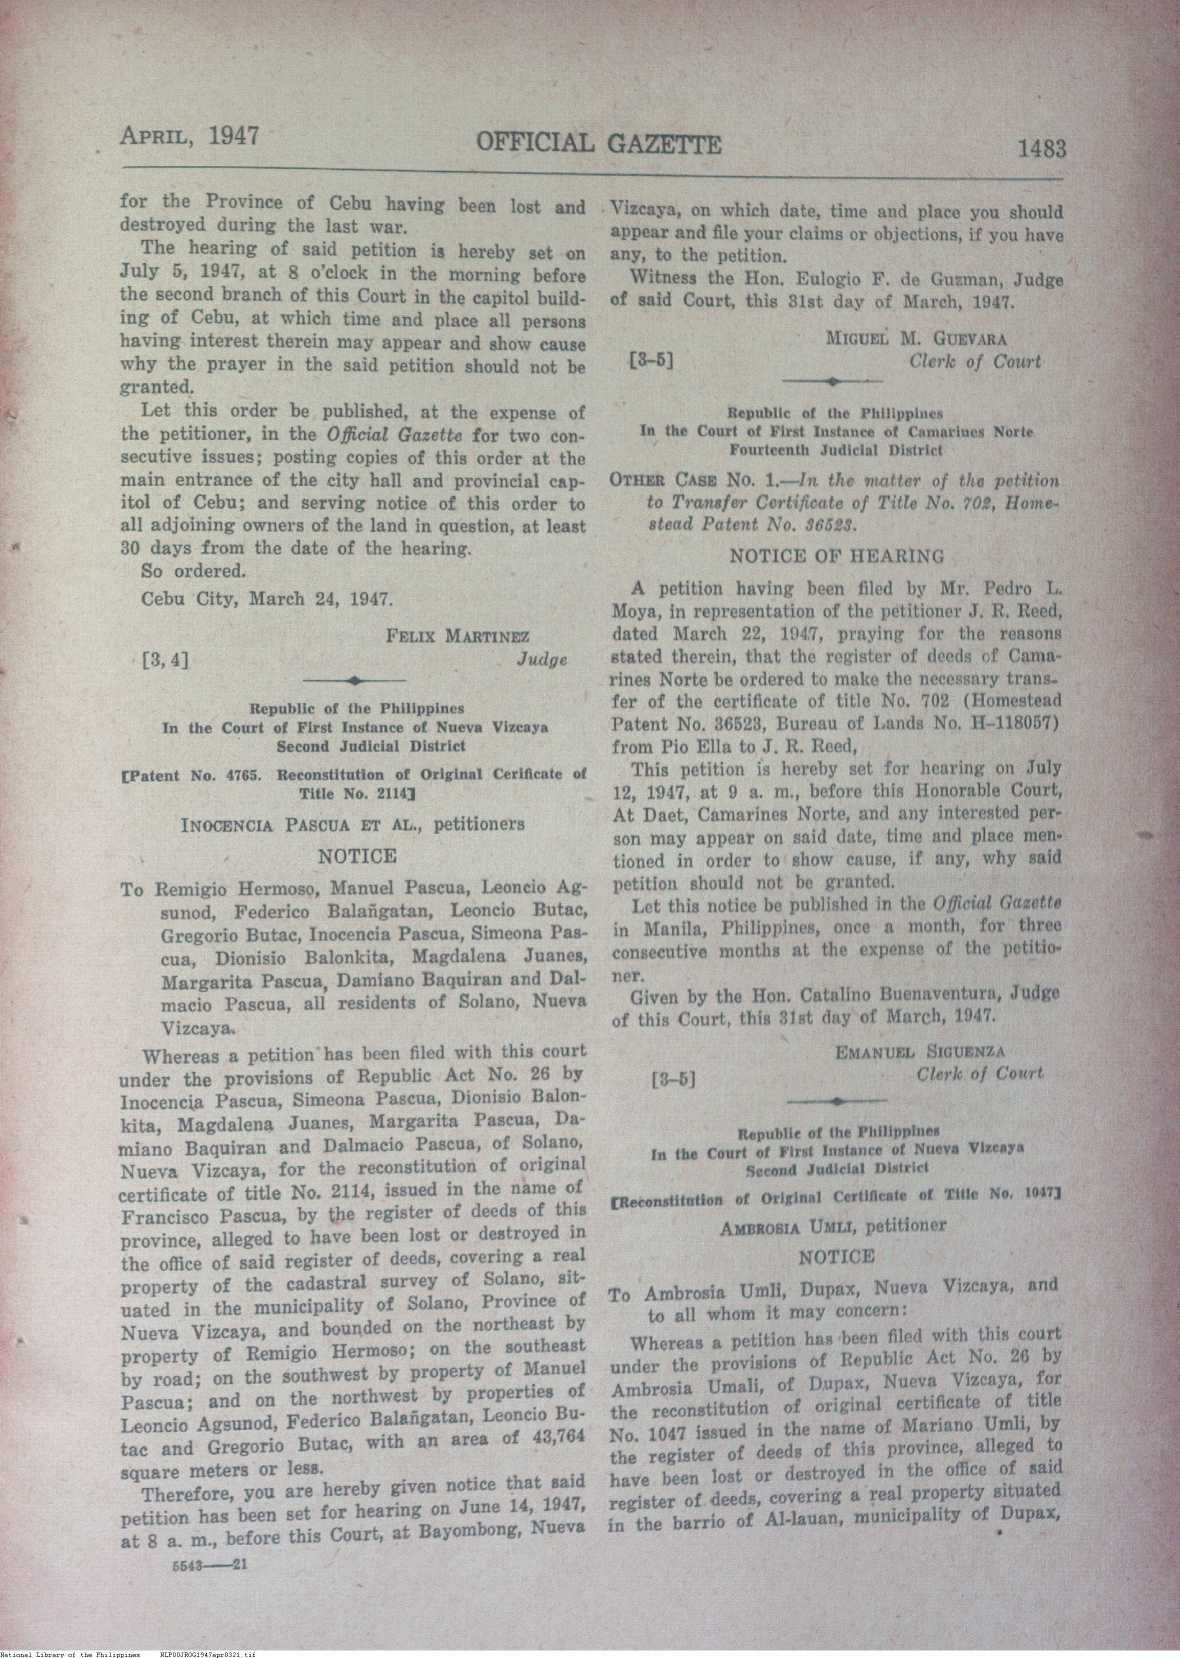 APRIL, 1947
OFFICIAL GAZETTE
1483
for the Province of Cebu having been lost and
destroyed during the last war.
The hearing of said petition is hereby set on
July 5, 1947, at 8 o'clock in the morning before
the second branch of this Court in the capitol build-
ing of Cebu, at which time and place all persons
having interest therein may appear and show cause
why the prayer in the said petition should not be
granted.
Let this order be published, at the expense of
the petitioner, in the Official Gazette for two con-
secutive issues; posting copies of this order at the
main entrance of the city hall and provincial cap-
itol of Cebu; and serving notice of this order to
all adjoining owners of the land in question, at least
30 days from the date of the hearing.
So ordered.
Cebu City, March 24, 1947.
FELIX MARTINEZ
[3, 4] Judge
Republic of the Philippines
In the Court of First Instance of Nueva Vizcaya
Second Judicial District
[Patent No. 4765. Reconstitution of Original Cerificate of
Title No. 2114]
INOCENCIA PASCUA ET AL., petitioners
NOTICE
To Remigio Hermoso, Manuel Pascua, Leoncio Ag-
sunod, Federico Balañgatan, Leoncio Butac,
Gregorio Butac, Inocencia Pascua, Simeona Pas-
cua, Dionisio Balonkita, Magdalena Juanes,
Margarita Pascua, Damiano Baquiran and Dal-
macio Pascua, all residents of Solano, Nueva
Vizcaya.
Whereas a petition has been filed with this court
under the provisions of Republic Act No. 26 by
Inocencia Pascua, Simeona Pascua, Dionisio Balon-
kita, Magdalena Juanes, Margarita Pascua, Da-
miano Baquiran and Dalmacio Pascua, of Solano,
Nueva Vizcaya, for the reconstitution of original
certificate of title No. 2114, issued in the name of
Francisco Pascua, by the register of deeds of this
province, alleged to have been lost or destroyed in
the office of said register of deeds, covering a real
property of the cadastral survey of Solano, sit-
uated in the municipality of Solano, Province of
Nueva Vizcaya, and bounded on the northeast by
property of Remigio Hermoso; on the southeast
by road; on the southwest by property of Manuel
Pascua; and on the northwest by properties of
Leoncio Agsunod, Federico Balañgatan, Leoncio Bu-
tac and Gregorio Butac, with an area of 43,764
square meters or less.
Therefore, you are hereby given notice that said
petition has been set for hearing on June 14, 1947,
at 8 a. m., before this Court, at Bayombong, Nueva
5543——21
Vizcaya, on which date, time and place you should
appear and file your claims or objections, if you have
any, to the petition.
Witness the Hon. Eulogio F. de Guzman, Judge
of said Court, this 31st day of March, 1947.
MIGUEL M. GUEVARA
[3–5] Clerk of Court
Republic of the Philippines
In the Court of First Instance of Camarines Norte
Fourteenth Judicial District
OTHER CASE NO. 1.—In the matter of the petition
to Transfer Certificate of Title No. 702, Home-
stead Patent No. 36523.
NOTICE OF HEARING
A petition having been filed by Mr. Pedro L.
Moya, in representation of the petitioner J. R. Reed,
dated March 22, 1947, praying for the reasons
stated therein, that the register of deeds of Cama-
rines Norte be ordered to make the necessary trans-
fer of the certificate of title No. 702 (Homestead
Patent No. 36523, Bureau of Lands No. H-118057)
from Pio Ella to J. R. Reed,
This petition is hereby set for hearing on July
12, 1947, at 9 a. m., before this Honorable Court,
At Daet, Camarines Norte, and any interested per-
son may appear on said date, time and place men-
tioned in order to show cause, if any, why said
petition should not be granted.
Let this notice be published in the Official Gazette
in Manila, Philippines, once a month, for three
consecutive months at the expense of the petitio-
ner.
Given by the Hon. Catalino Buenaventura, Judge
of this Court, this 31st day of March, 1947.
EMANUEL SIGUENZA
[3–5] Clerk of Court
Republic of the Philippines
In the Court of First Instance of Nueva Vizcaya
Second Judicial District
[Reconstitution of Original Certificate of Title No. 1047]
AMBROSIA UMLI, petitioner
NOTICE
To Ambrosia Umli, Dupax, Nueva Vizcaya, and
to all whom it may concern:
Whereas a petition has been filed with this court
under the provisions of Republic Act No. 26 by
Ambrosia Umali, of Dupax, Nueva Vizcaya, for
the reconstitution of original certificate of title
No. 1047 issued in the name of Mariano Umli, by
the register of deeds of this province, alleged to
have been lost or destroyed in the office of said
register of deeds, covering a real property situated
in the barrio of Al-lauan, municipality of Dupax,
National Library of the Philippines NLP00JROG1947apr0321.tif